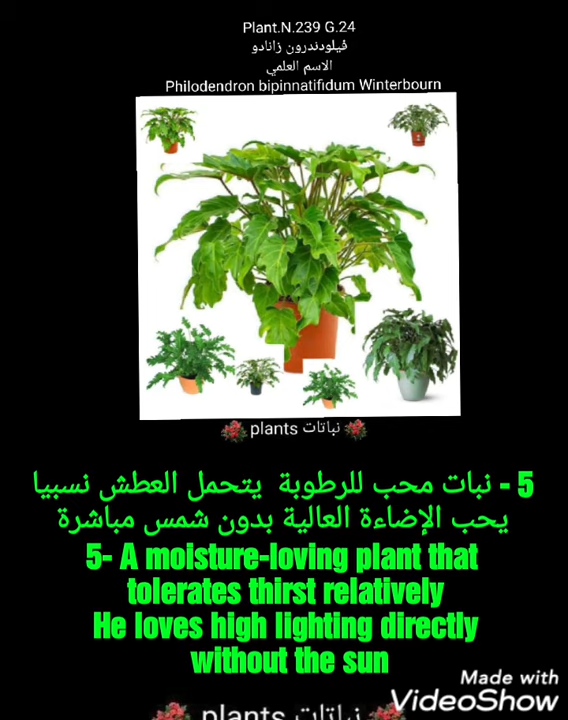 Plant.N.239 G.24
ڤيلودندرون زانادو
الاسم العلمي
Philodendron bipinnatifidum Winterbourn
نباتات plants
5 - نبات محب للرطوبة يتحمل العطش نسبيا
يحب الإضاءة العالية بدون شمس مباشرة
5- A moisture-loving plant that
tolerates thirst relatively
He loves high lighting directly
without the sun
Made with
VideoShow
نباتات plants